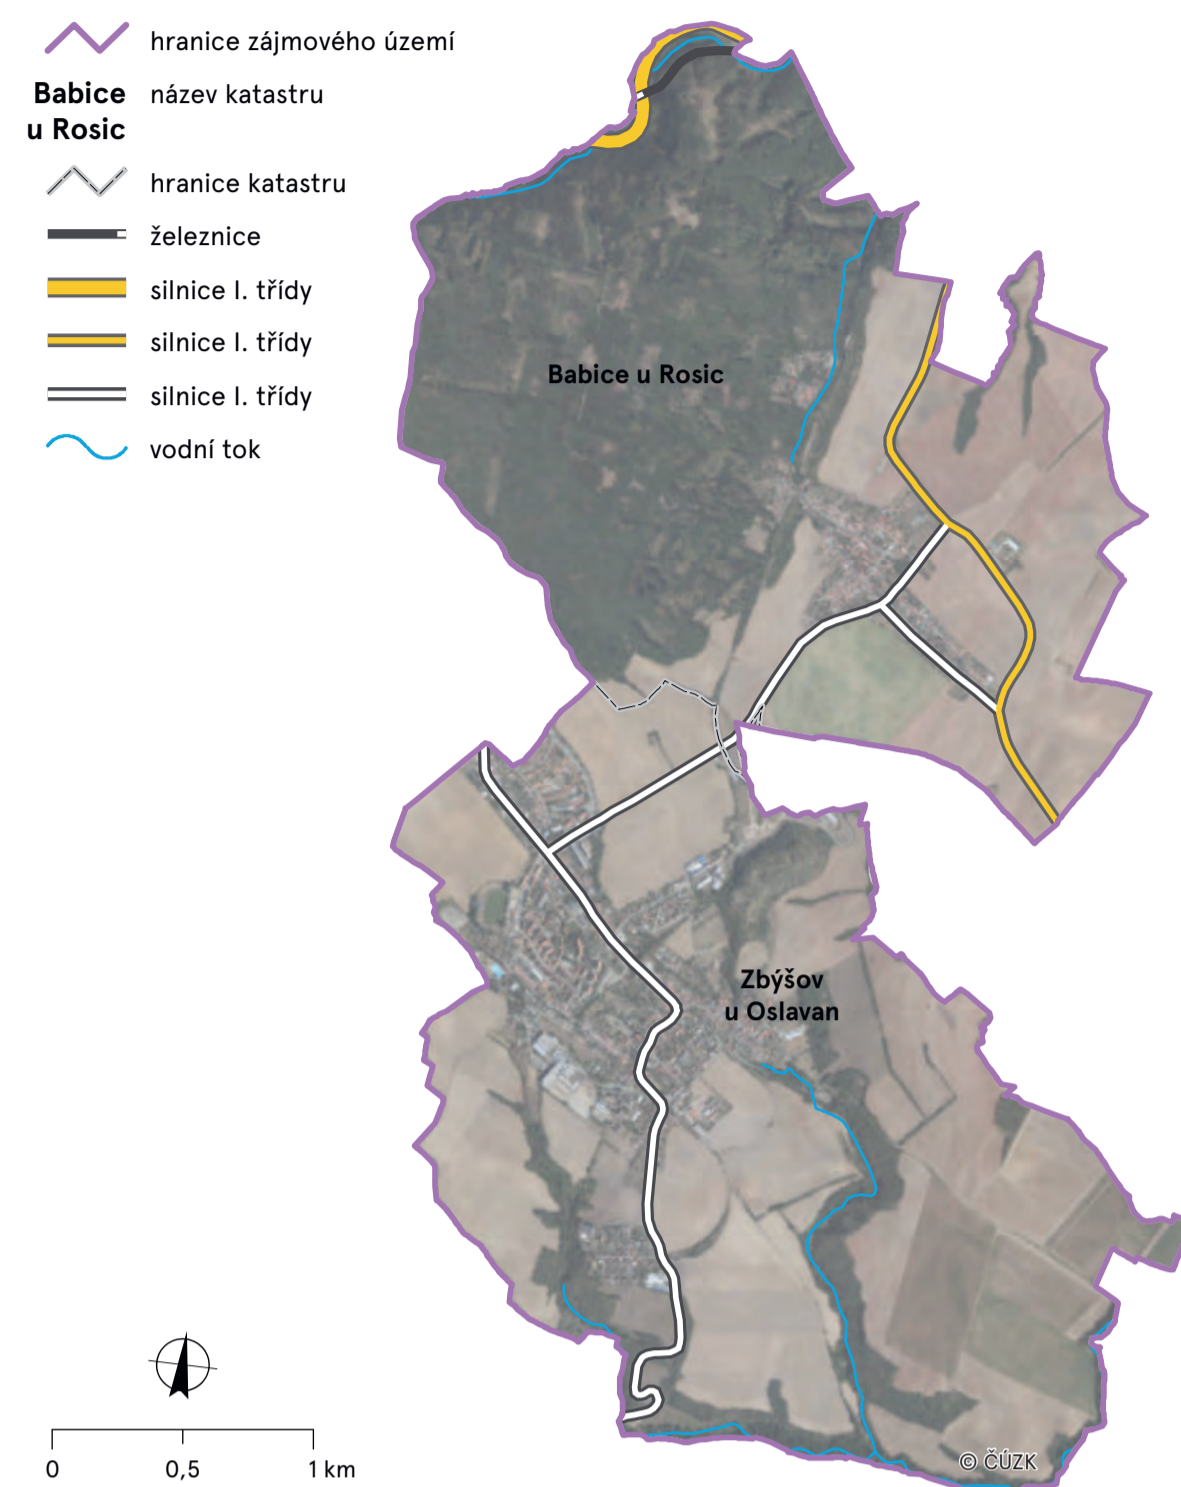 hranice zájmového území
Babice
u Rosic
název katastru
hranice katastru
železnice
silnice I. třídy
silnice I. třídy
silnice I. třídy
vodní tok
Babice u Rosic
Zbýšov
u Oslavan
© ČÚZK
0 0,5 1 km